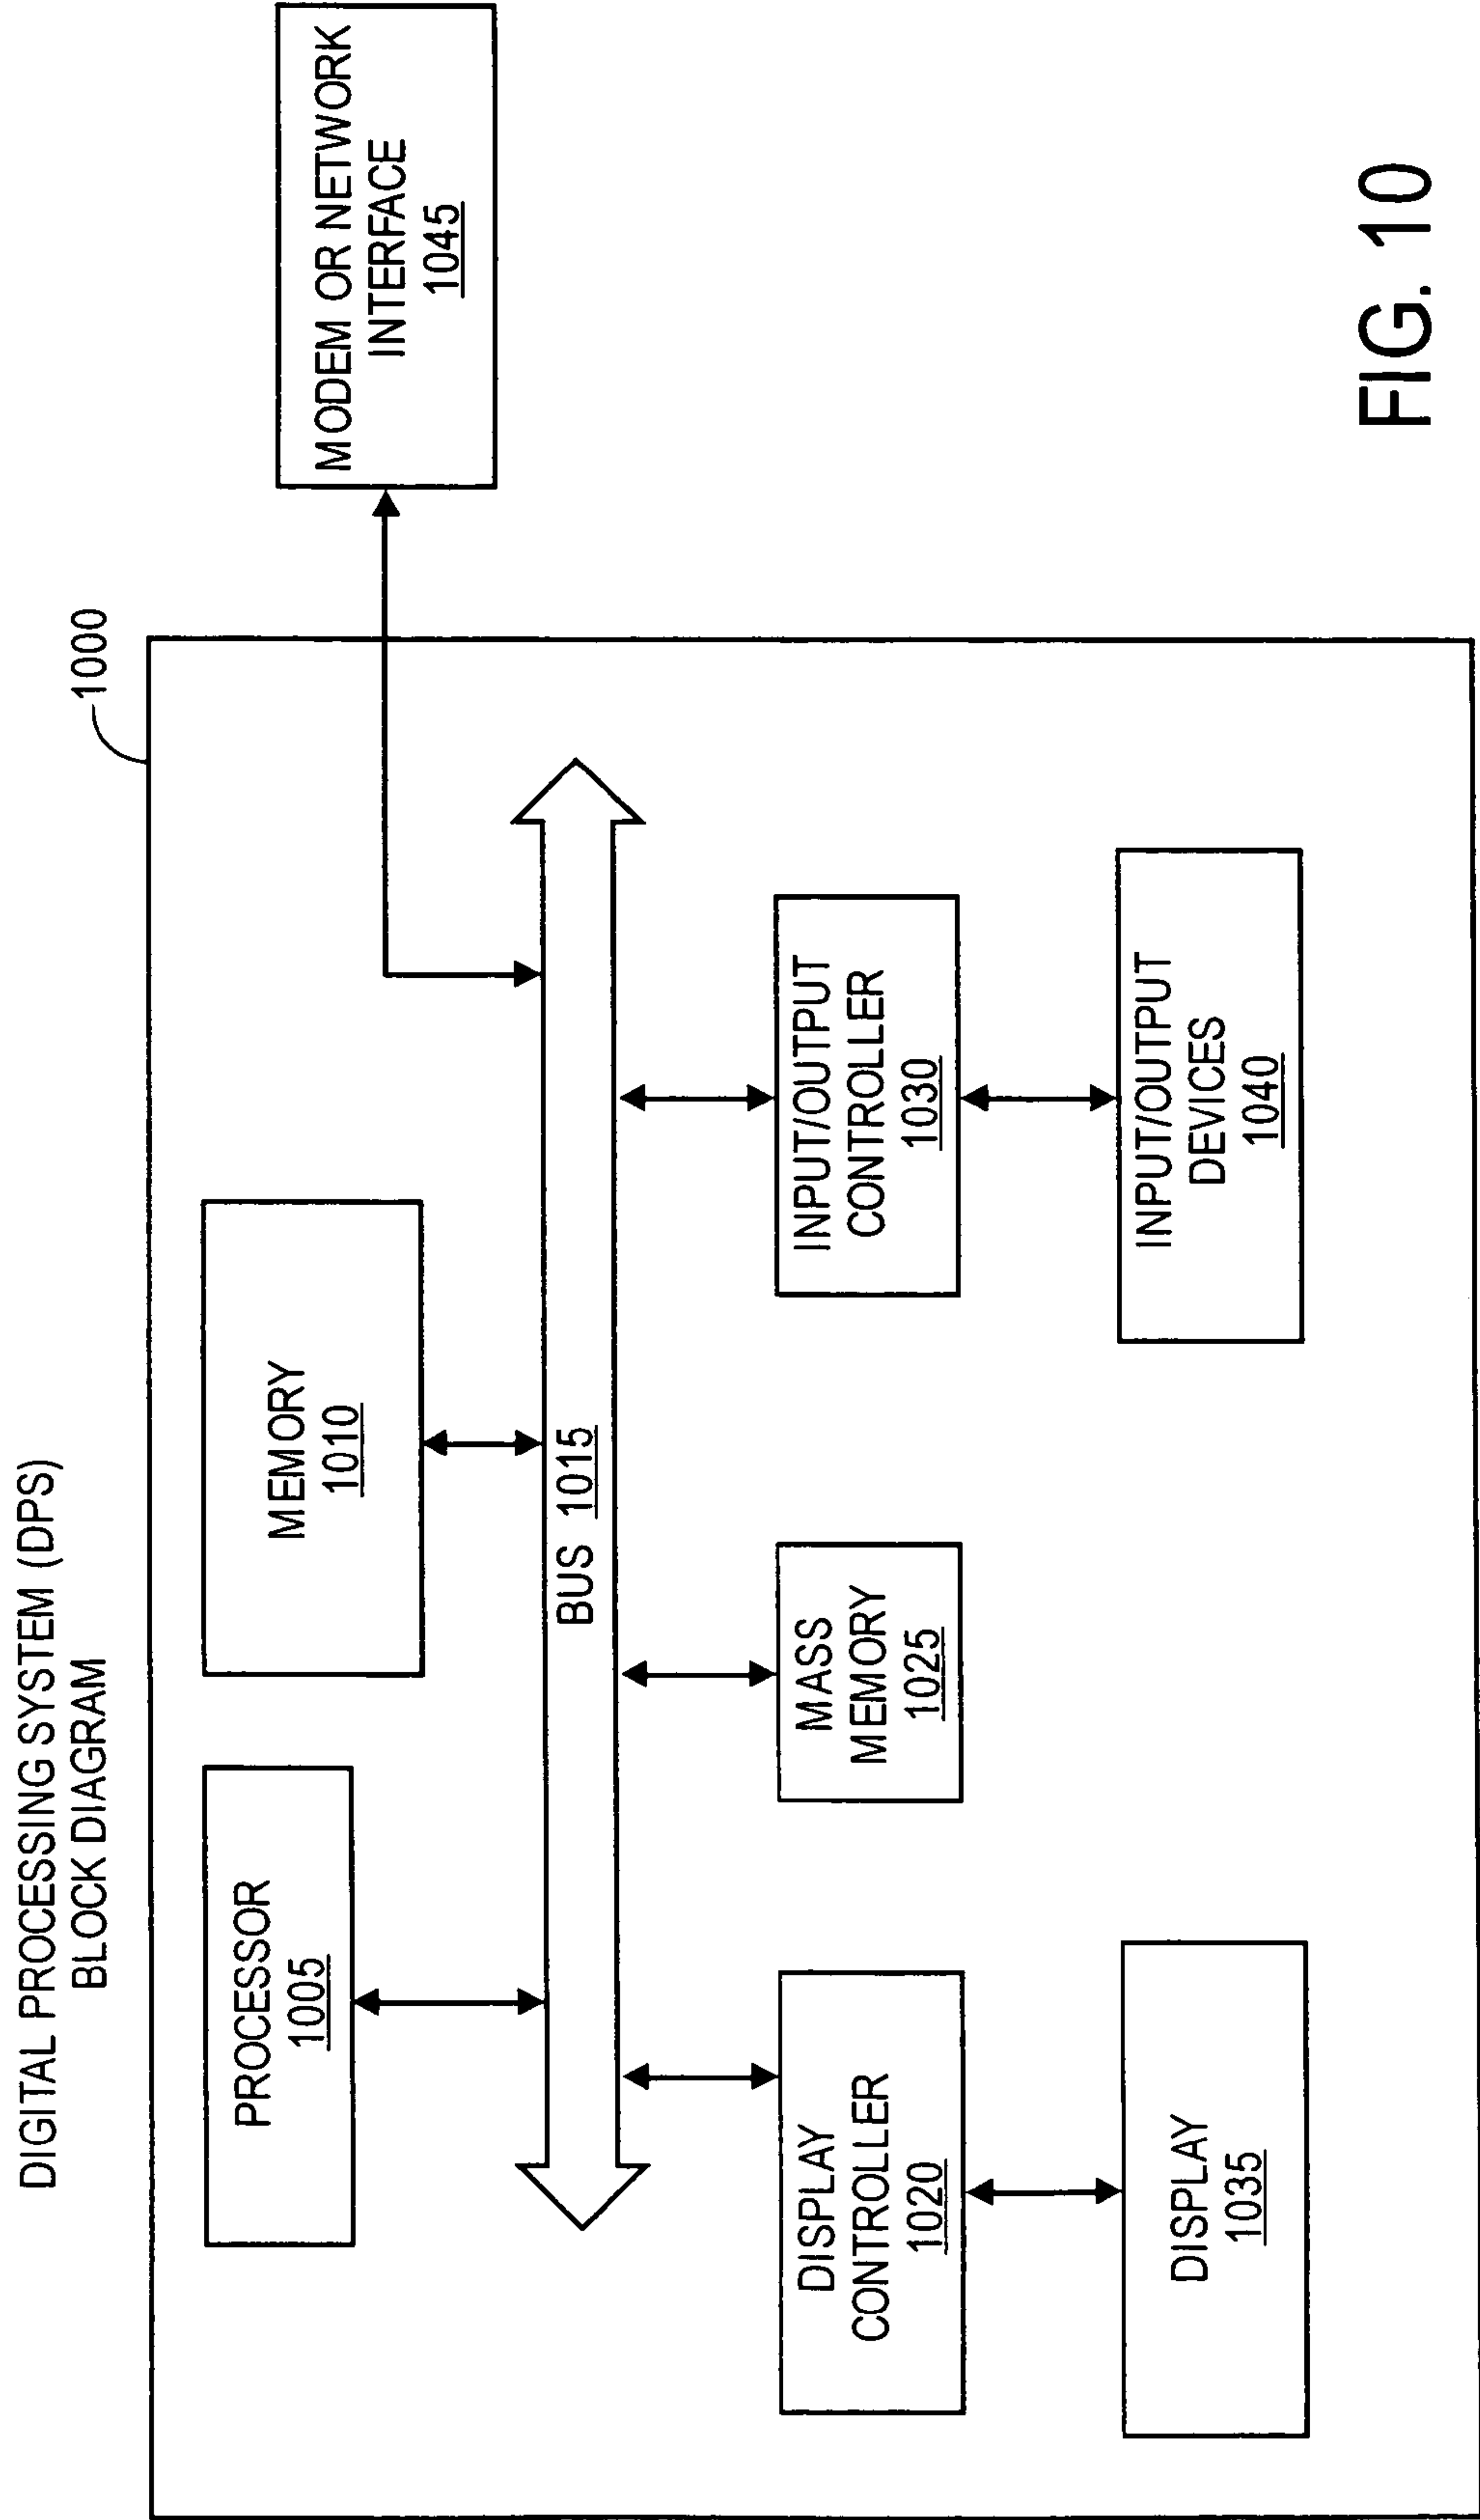 DIGITAL PROCESSING SYSTEM (DPS)
BLOCK DIAGRAM
1000
PROCESSOR
1005
MEMORY
1010
MODEM OR NETWORK
INTERFACE
1045
BUS 1015
DISPLAY
CONTROLLER
1020
MASS
MEMORY
1025
INPUT/OUTPUT
CONTROLLER
1030
DISPLAY
1035
INPUT/OUTPUT
DEVICES
1040
FIG. 10